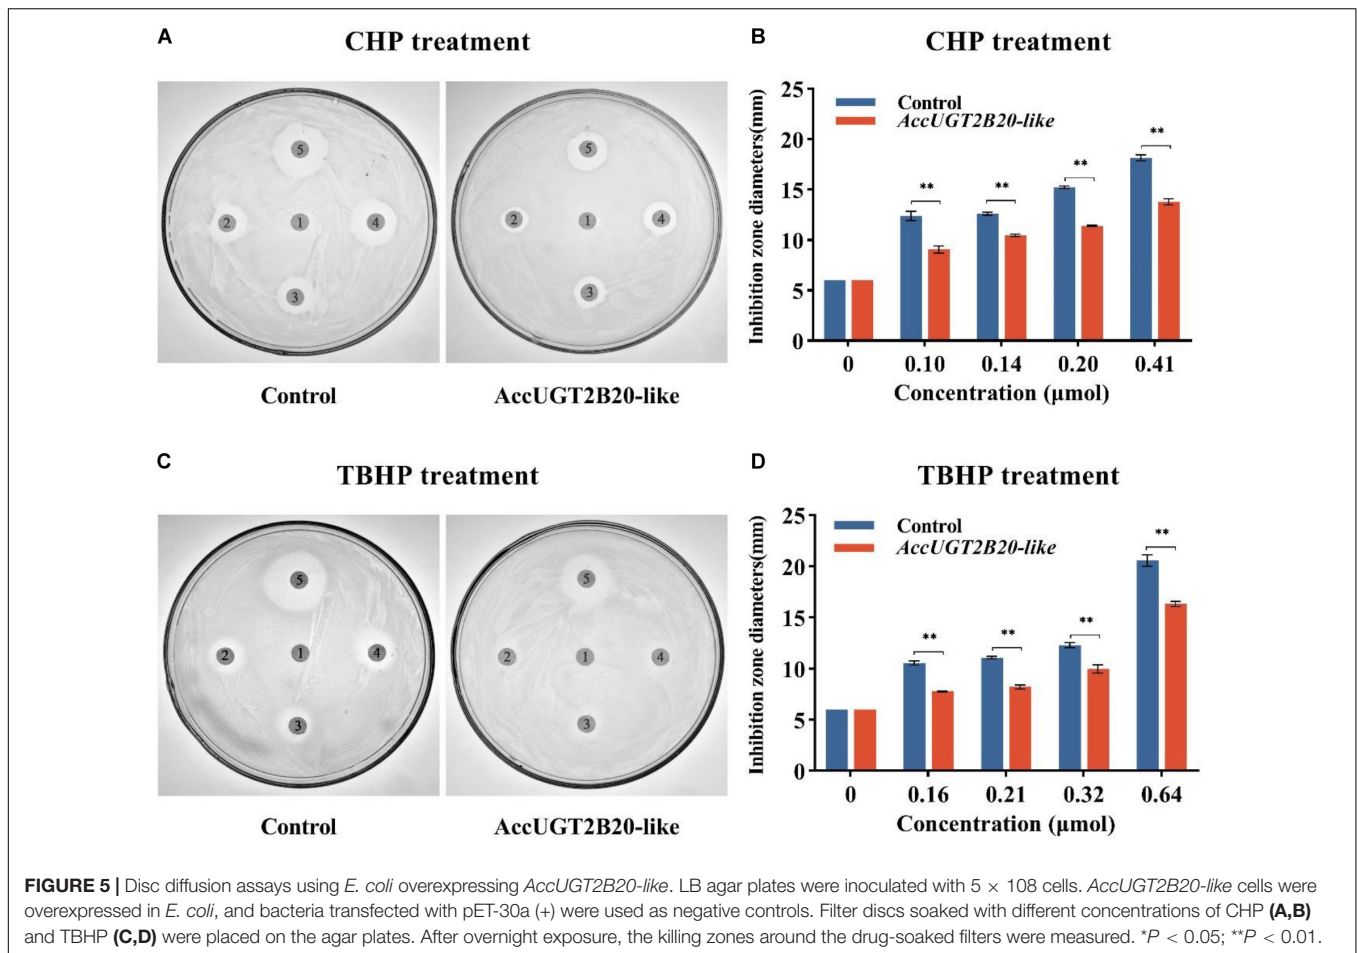 A
CHP treatment
5
2
1
4
3
5
2
1
4
3
Control
AccUGT2B20-like
B
CHP treatment
Control
AccUGT2B20-like
Inhibition zone diameters(mm)
25
20
15
10
5
0
**
**
**
**
0 0.10 0.14 0.20 0.41
Concentration (μmol)
C
TBHP treatment
5
2
1
4
3
5
2
1
4
3
Control
AccUGT2B20-like
D
TBHP treatment
Control
AccUGT2B20-like
Inhibition zone diameters(mm)
25
20
15
10
5
0
**
**
**
**
0 0.16 0.21 0.32 0.64
Concentration (μmol)
FIGURE 5 | Disc diffusion assays using E. coli overexpressing AccUGT2B20-like. LB agar plates were inoculated with 5 × 108 cells. AccUGT2B20-like cells were
overexpressed in E. coli, and bacteria transfected with pET-30a (+) were used as negative controls. Filter discs soaked with different concentrations of CHP (A,B)
and TBHP (C,D) were placed on the agar plates. After overnight exposure, the killing zones around the drug-soaked filters were measured. *P < 0.05; **P < 0.01.